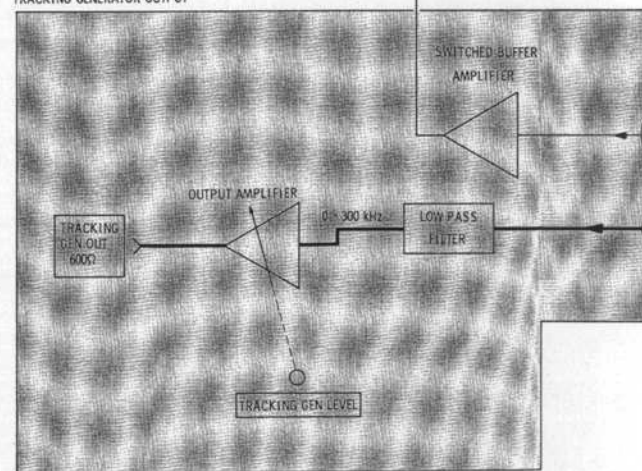 TRACKING GENERATOR OUTPUT
SWITCHED BUFFER
AMPLIFIER
OUTPUT AMPLIFIER
0 - 300 kHz
LOW PASS
FILTER
TRACKING
GEN OUT
600Ω
TRACKING GEN LEVEL